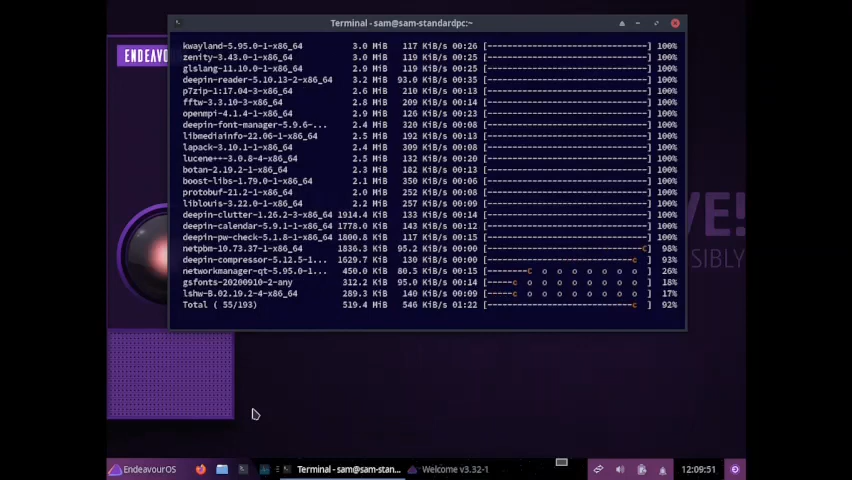 Terminal - sam@sam-standardpc:~
ENDEAVO
kwayland-5.95.0-1-x86_64 3.0 MiB 117 KiB/s 00:26 [----------------------------------] 100%
zenity-3.43.0-1-x86_64 3.0 MiB 119 KiB/s 00:25 [----------------------------------] 100%
glslang-11.10.0-1-x86_64 2.9 MiB 119 KiB/s 00:25 [----------------------------------] 100%
deepin-reader-5.10.13-2-x86_64 3.2 MiB 93.0 KiB/s 00:35 [----------------------------------] 100%
p7zip-1:17.04-3-x86_64 2.6 MiB 210 KiB/s 00:13 [----------------------------------] 100%
fftw-3.3.10-3-x86_64 2.8 MiB 209 KiB/s 00:14 [----------------------------------] 100%
openmpi-4.1.4-1-x86_64 2.9 MiB 126 KiB/s 00:23 [----------------------------------] 100%
deepin-font-manager-5.9.6-... 2.4 MiB 320 KiB/s 00:08 [----------------------------------] 100%
libmediainfo-22.06-1-x86_64 2.5 MiB 192 KiB/s 00:13 [----------------------------------] 100%
lapack-3.10.1-1-x86_64 2.4 MiB 309 KiB/s 00:08 [----------------------------------] 100%
lucene++-3.0.8-4-x86_64 2.5 MiB 132 KiB/s 00:20 [----------------------------------] 100%
botan-2.19.2-1-x86_64 2.3 MiB 182 KiB/s 00:13 [----------------------------------] 100%
boost-libs-1.79.0-1-x86_64 2.1 MiB 350 KiB/s 00:06 [----------------------------------] 100%
protobuf-21.2-1-x86_64 2.0 MiB 252 KiB/s 00:08 [----------------------------------] 100%
liblouis-3.22.0-1-x86_64 2.2 MiB 257 KiB/s 00:09 [----------------------------------] 100%
deepin-clutter-1.26.2-3-x86_64 1914.4 KiB 133 KiB/s 00:14 [----------------------------------] 100%
deepin-calendar-5.9.1-1-x86_64 1778.0 KiB 143 KiB/s 00:12 [----------------------------------] 100%
deepin-pw-check-5.1.8-1-x86_64 1800.8 KiB 117 KiB/s 00:15 [----------------------------------] 100%
netpbm-10.73.37-1-x86_64 1836.3 KiB 95.2 KiB/s 00:00 [---------------------------------C] 98%
deepin-compressor-5.12.5-1... 1629.7 KiB 130 KiB/s 00:00 [-------------------------------c ] 93%
networkmanager-qt-5.95.0-1... 450.0 KiB 80.5 KiB/s 00:15 [--------C o o o o o o o ] 26%
gsfonts-20200910-2-any 312.2 KiB 95.0 KiB/s 00:14 [-----c o o o o o o o o ] 18%
lshw-B.02.19.2-4-x86_64 289.3 KiB 140 KiB/s 00:09 [-----c o o o o o o o o ] 17%
Total ( 55/193) 519.4 MiB 546 KiB/s 01:22 [-------------------------------c ] 92%
VE!
SIBLY
EndeavourOS Terminal - sam@sam-stan... Welcome v3.32-1 12:09:51